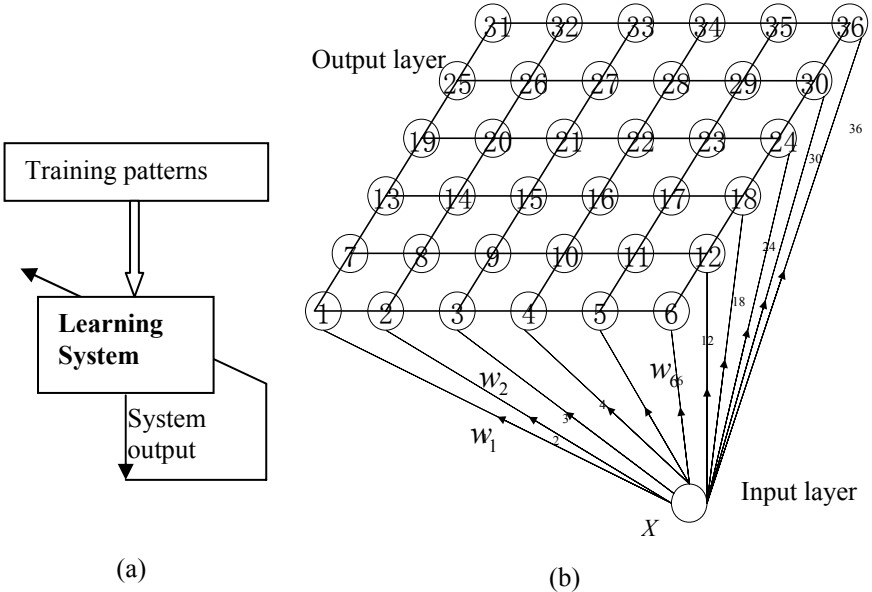 Training patterns
Learning
System
System
output
(a)
Output layer
31 32 33 34 35 36
25 26 27 28 29 30
19 20 21 22 23 24
13 14 15 16 17 18
7 8 9 10 11 12
1 2 3 4 5 6
36
30
24
18
12
w6 6
w2
4
3
w1
2
Input layer
X
(b)